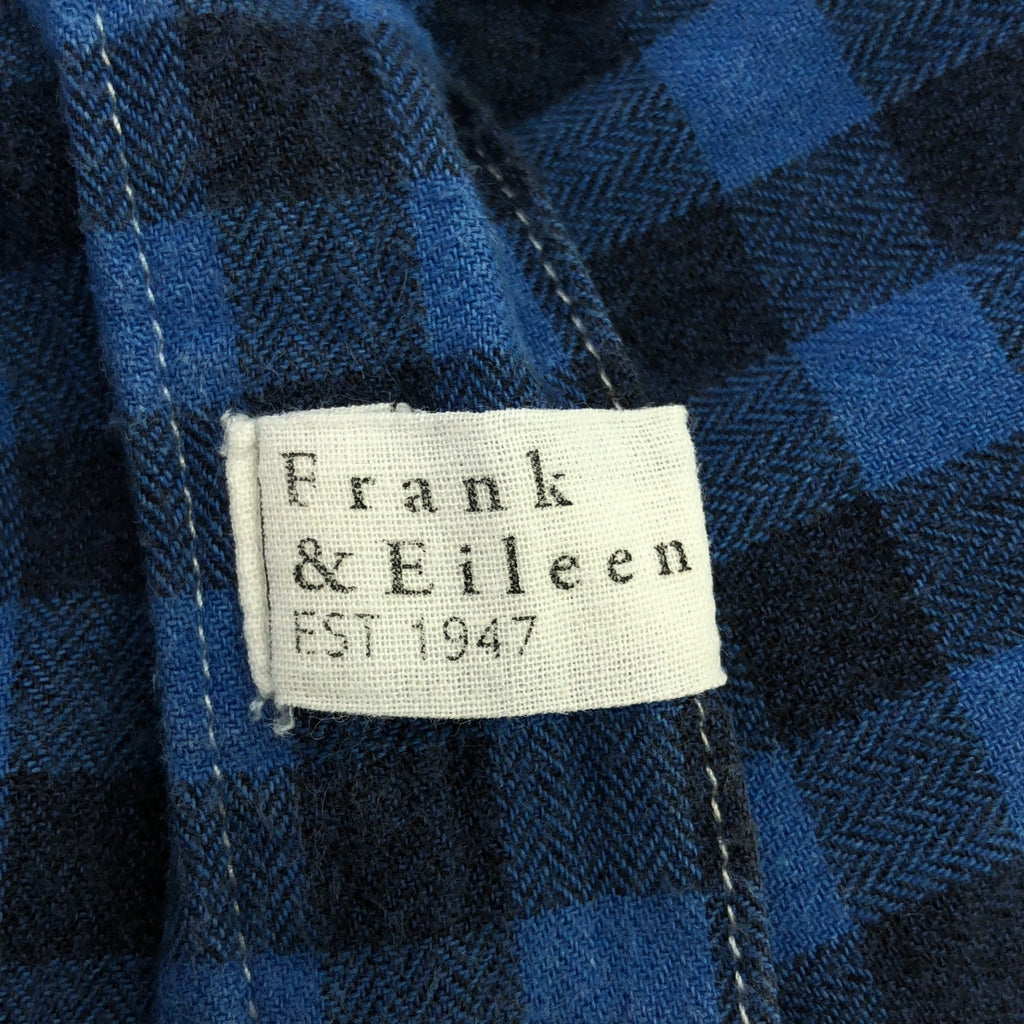 Frank
& Eileen
EST 1947